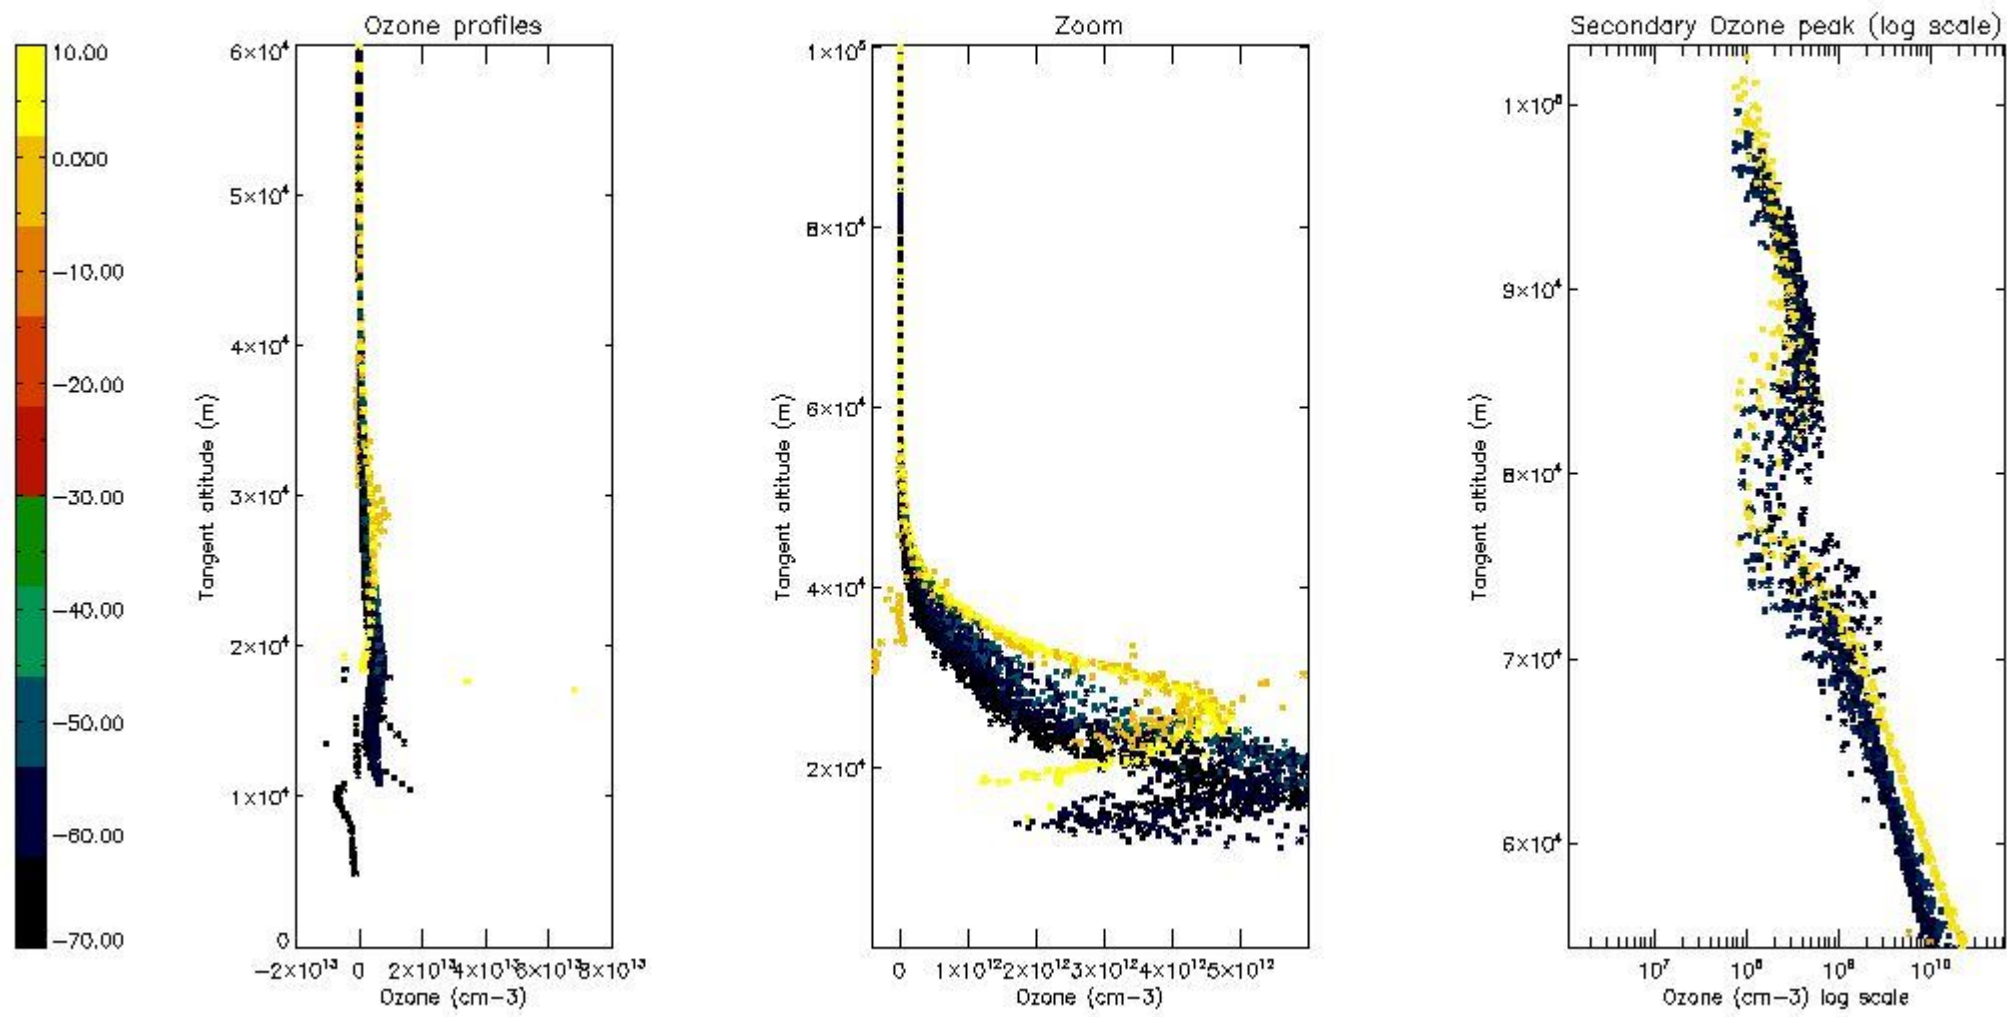 Ozone profiles
Zoom
Secondary Ozone peak (log scale)
10.00
0.000
−10.00
−20.00
−30.00
−40.00
−50.00
−60.00
−70.00
6×10⁴
5×10⁴
4×10⁴
3×10⁴
2×10⁴
1×10⁴
0
Tangent altitude (m)
−2×10¹³ 0 2×10¹³ 4×10¹³ 6×10¹³ 8×10¹³
Ozone (cm−3)
1×10⁵
8×10⁴
6×10⁴
4×10⁴
2×10⁴
Tangent altitude (m)
0 1×10¹² 2×10¹² 3×10¹² 4×10¹² 5×10¹²
Ozone (cm−3)
1×10⁵
9×10⁴
8×10⁴
7×10⁴
6×10⁴
Tangent altitude (m)
10⁷ 10⁸ 10⁹ 10¹⁰
Ozone (cm−3) log scale